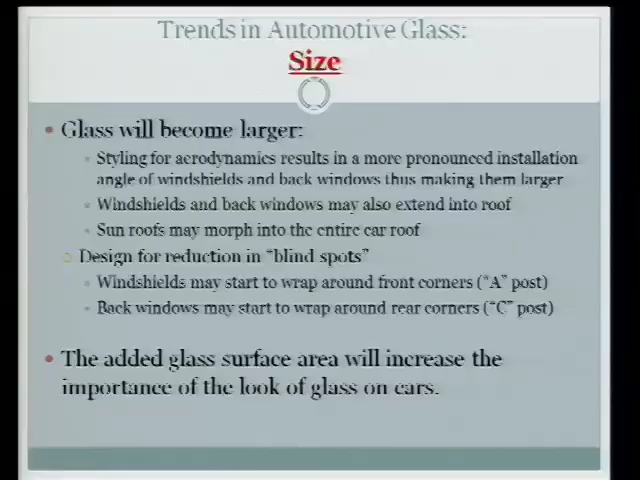 Trends in Automotive Glass:
Size
• Glass will become larger:
Styling for aerodynamics results in a more pronounced installation
angle of windshields and back windows thus making them larger
Windshields and back windows may also extend into roof
Sun roofs may morph into the entire car roof
Design for reduction in “blind spots”
Windshields may start to wrap around front corners (“A” post)
Back windows may start to wrap around rear corners (“C” post)
• The added glass surface area will increase the
importance of the look of glass on cars.